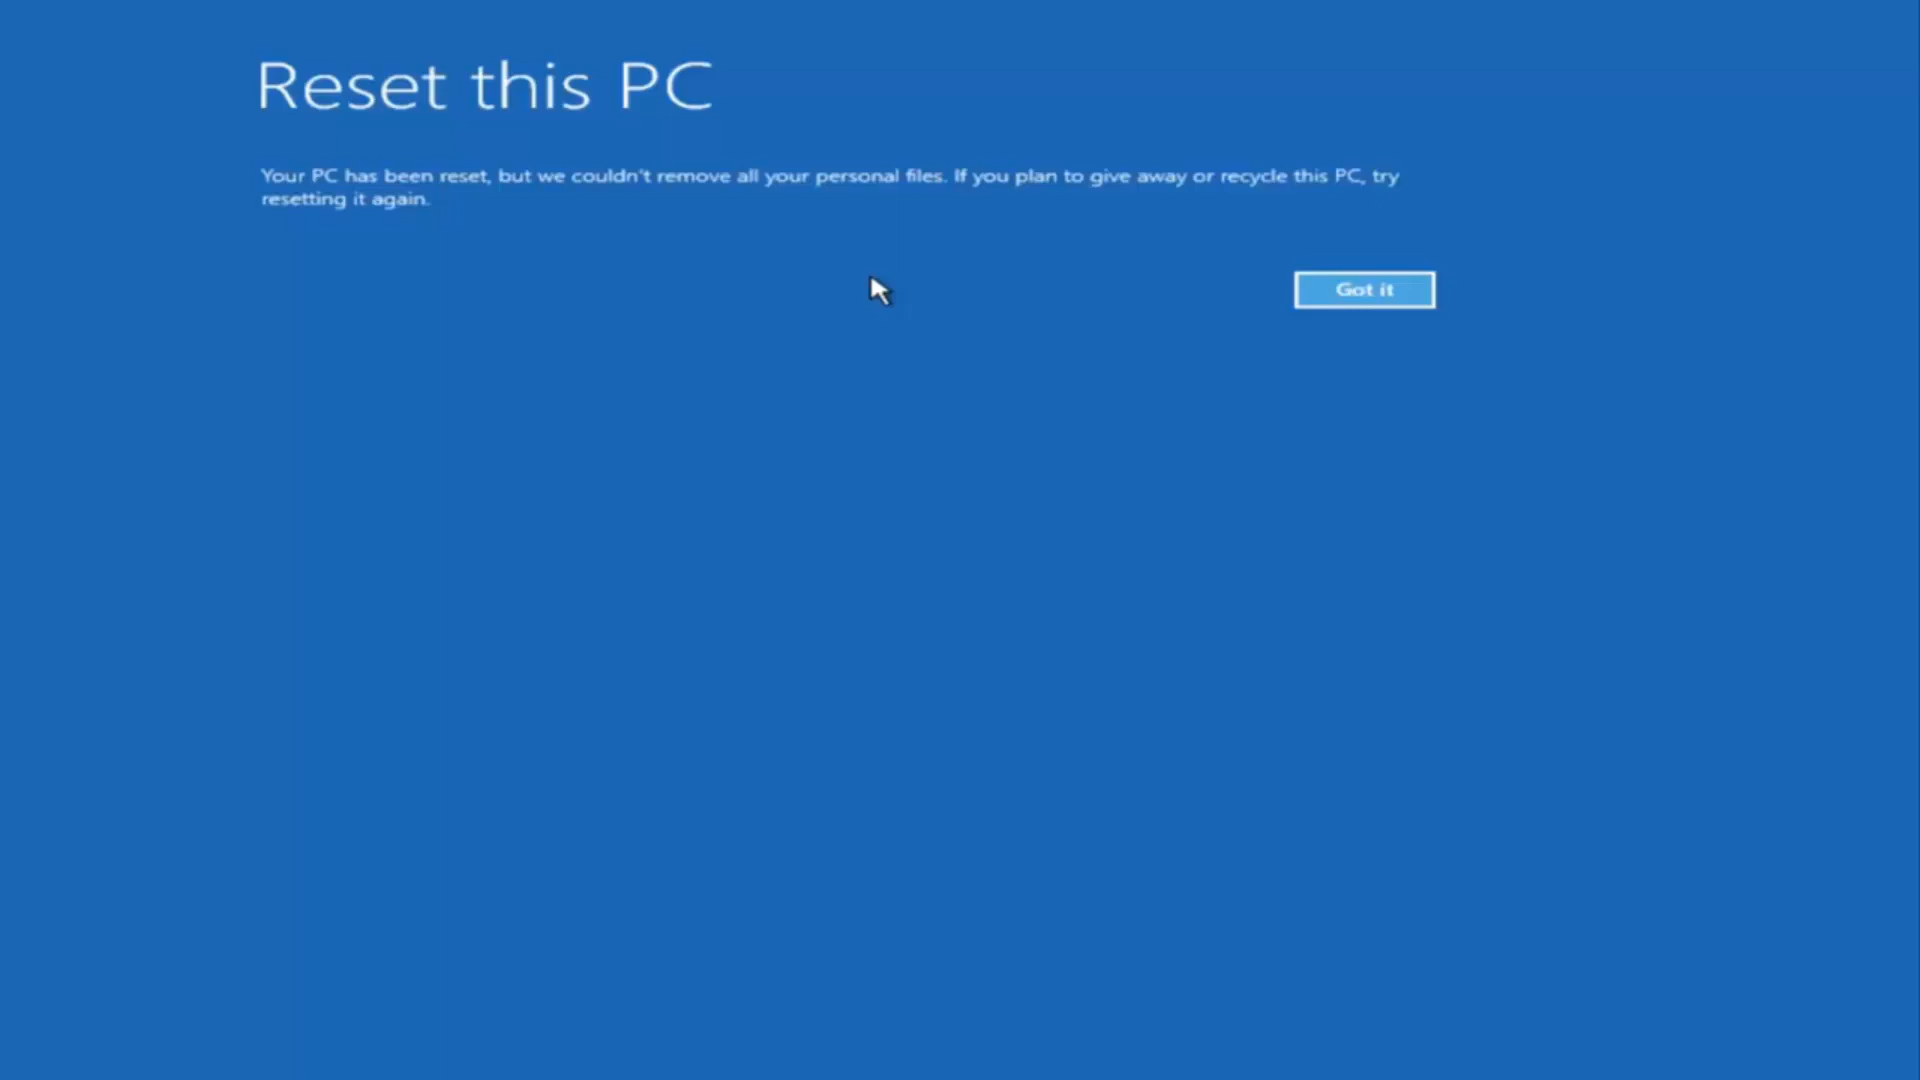 Reset this PC
Your PC has been reset, but we couldn't remove all your personal files. If you plan to give away or recycle this PC, try
resetting it again.
Got it